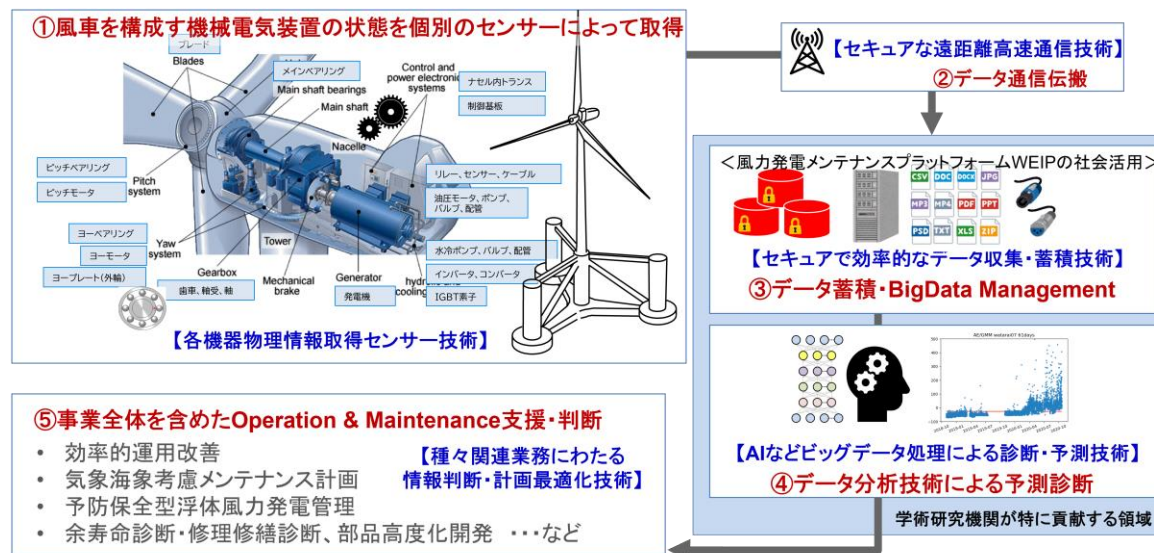 ①風車を構成す機械電気装置の状態を個別のセンサーによって取得
ブレード
Blades
メインベアリング
Main shaft bearings
Main shaft
Control and
power electronic
systems
ナセル内トランス
制御基板
Nacelle
ピッチベアリング
ピッチモータ
Pitch
system
リレー、センサー、ケーブル
油圧モータ、ポンプ、
バルブ、配管
ヨーベアリング
ヨーモータ
ヨープレート(外輪)
Yaw
system
Tower
水冷ポンプ、バルブ、配管
Gearbox
歯車、軸受、軸
Mechanical
brake
Generator
発電機
インバータ、コンバータ
cooling
IGBT素子
【各機器物理情報取得センサー技術】
【セキュアな遠距離高速通信技術】
②データ通信伝搬
<風力発電メンテナンスプラットフォームWEIPの社会活用>
CSV DOC DOCX JPG
MP3 MP4 PDF PPT
PSD TXT XLS ZIP
【セキュアで効率的なデータ収集・蓄積技術】
③データ蓄積・BigData Management
【AIなどビッグデータ処理による診断・予測技術】
④データ分析技術による予測診断
学術研究機関が特に貢献する領域
⑤事業全体を含めたOperation & Maintenance支援・判断
・ 効率的運用改善
・ 気象海象考慮メンテナンス計画
・ 予防保全型浮体風力発電管理
・ 余寿命診断・修理修繕診断、部品高度化開発 ・・・など
【種々関連業務にわたる
情報判断・計画最適化技術】